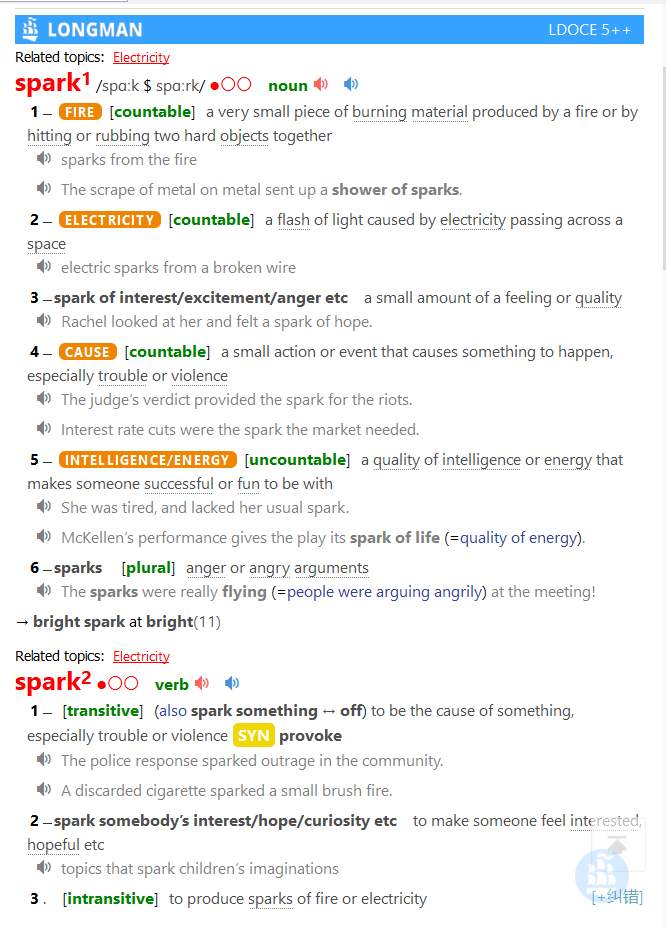 LONGMAN LDOCE 5++
Related topics: Electricity
spark1 /spɑːk $ spɑːrk/ ●○○ noun
1 – FIRE [countable] a very small piece of burning material produced by a fire or by
hitting or rubbing two hard objects together
sparks from the fire
The scrape of metal on metal sent up a shower of sparks.
2 – ELECTRICITY [countable] a flash of light caused by electricity passing across a
space
electric sparks from a broken wire
3 – spark of interest/excitement/anger etc a small amount of a feeling or quality
Rachel looked at her and felt a spark of hope.
4 – CAUSE [countable] a small action or event that causes something to happen,
especially trouble or violence
The judge’s verdict provided the spark for the riots.
Interest rate cuts were the spark the market needed.
5 – INTELLIGENCE/ENERGY [uncountable] a quality of intelligence or energy that
makes someone successful or fun to be with
She was tired, and lacked her usual spark.
McKellen’s performance gives the play its spark of life (=quality of energy).
6 – sparks [plural] anger or angry arguments
The sparks were really flying (=people were arguing angrily) at the meeting!
→ bright spark at bright(11)
Related topics: Electricity
spark2 ●○○ verb
1 – [transitive] (also spark something ↔ off) to be the cause of something,
especially trouble or violence SYN provoke
The police response sparked outrage in the community.
A discarded cigarette sparked a small brush fire.
2 – spark somebody’s interest/hope/curiosity etc to make someone feel interested,
hopeful etc
topics that spark children’s imaginations
3 . [intransitive] to produce sparks of fire or electricity [+纠错]